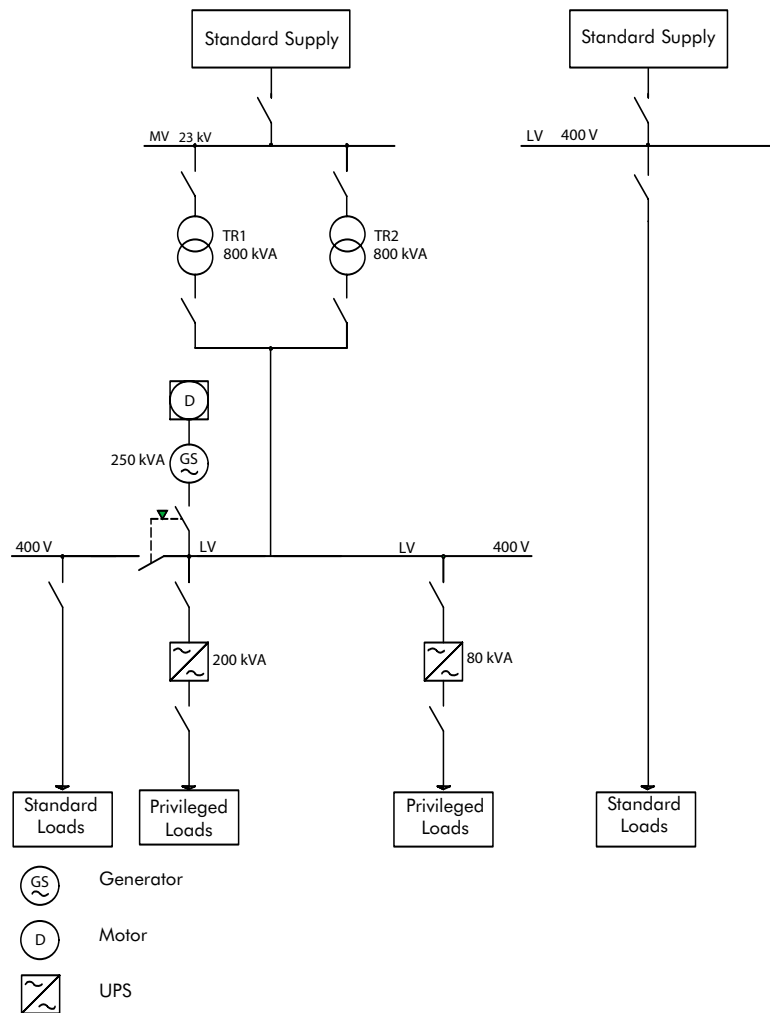 Standard Supply
Standard Supply
MV 23 kV
LV 400 V
TR1
800 kVA
TR2
800 kVA
D
250 kVA
GS
400 V
LV
LV
400 V
200 kVA
80 kVA
Standard
Loads
Privileged
Loads
Privileged
Loads
Standard
Loads
GS
Generator
D
Motor
UPS